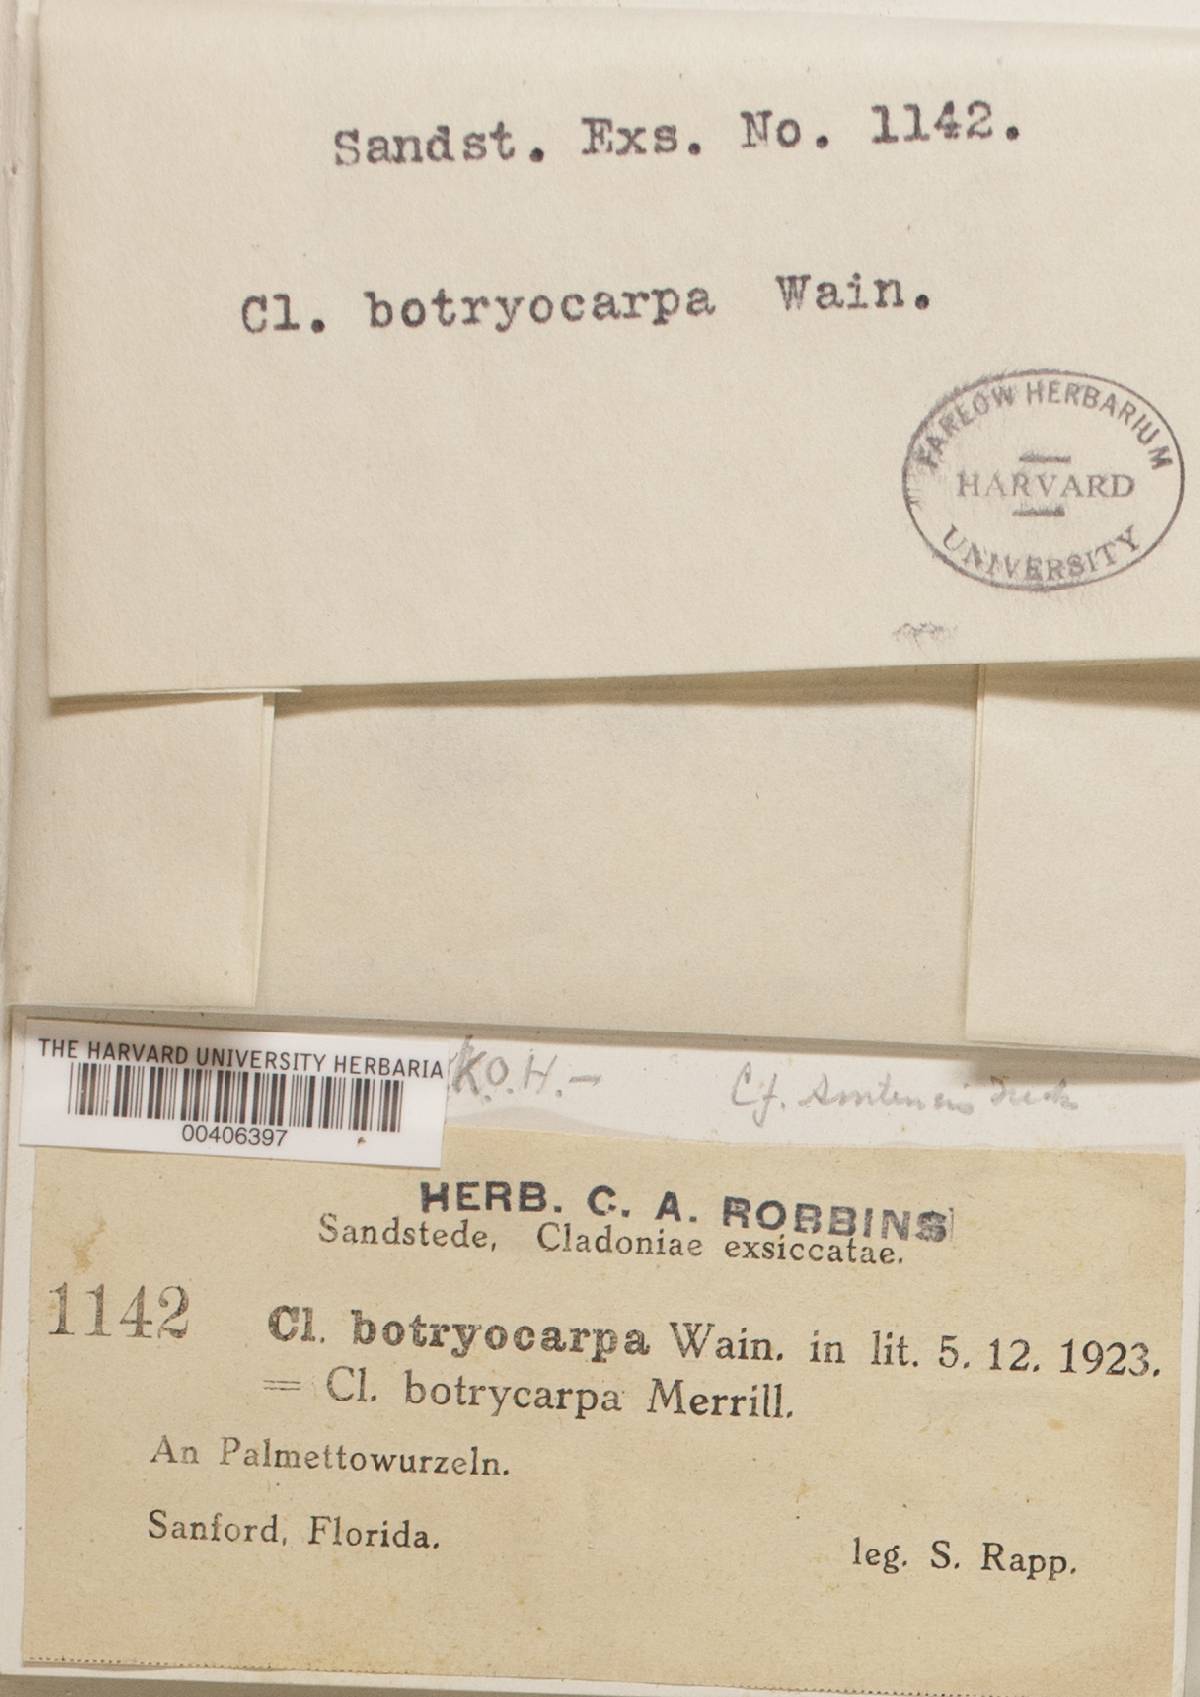 Sandst. Exs. No. 1142.
Cl. botryocarpa Wain.
FARLOW HERBARIUM
HARVARD
UNIVERSITY
THE HARVARD UNIVERSITY HERBARIA
00406397
K.O.H. –
Cf.
HERB. C. A. ROBBINS
Sandstede, Cladoniae exsiccatae.
1142 Cl. botryocarpa Wain. in lit. 5. 12. 1923.
= Cl. botrycarpa Merrill.
An Palmettowurzeln.
Sanford, Florida.
leg. S. Rapp.